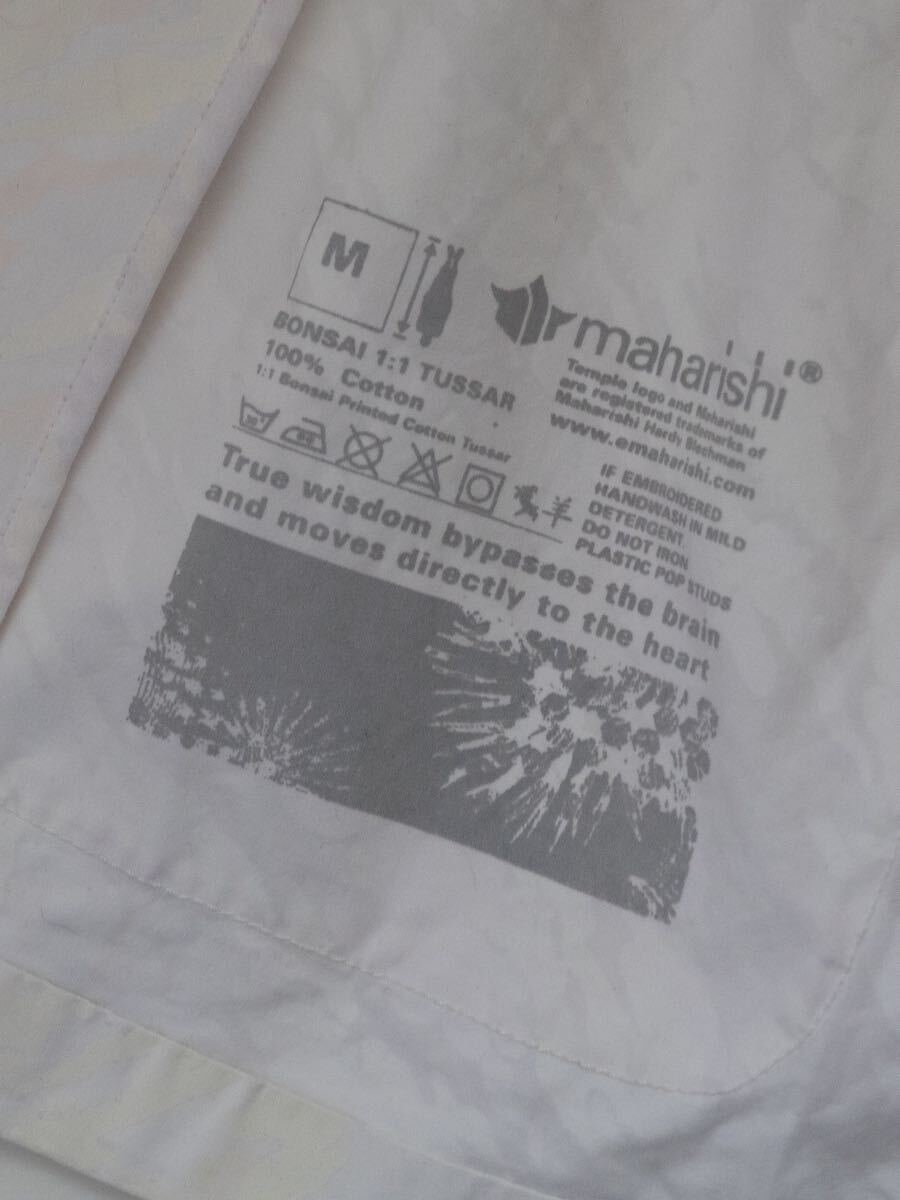 M
BONSAI 1:1 TUSSAR
100% Cotton
1:1 Bonsai Printed Cotton Tussar
maharishi®
Temple logo and Maharishi
are registered trademarks of
Maharishi Hardy Blechman
www.emaharishi.com
IF EMBROIDERED
HANDWASH IN MILD
DETERGENT.
DO NOT IRON
PLASTIC POP STUDS
True wisdom bypasses the brain
and moves directly to the heart